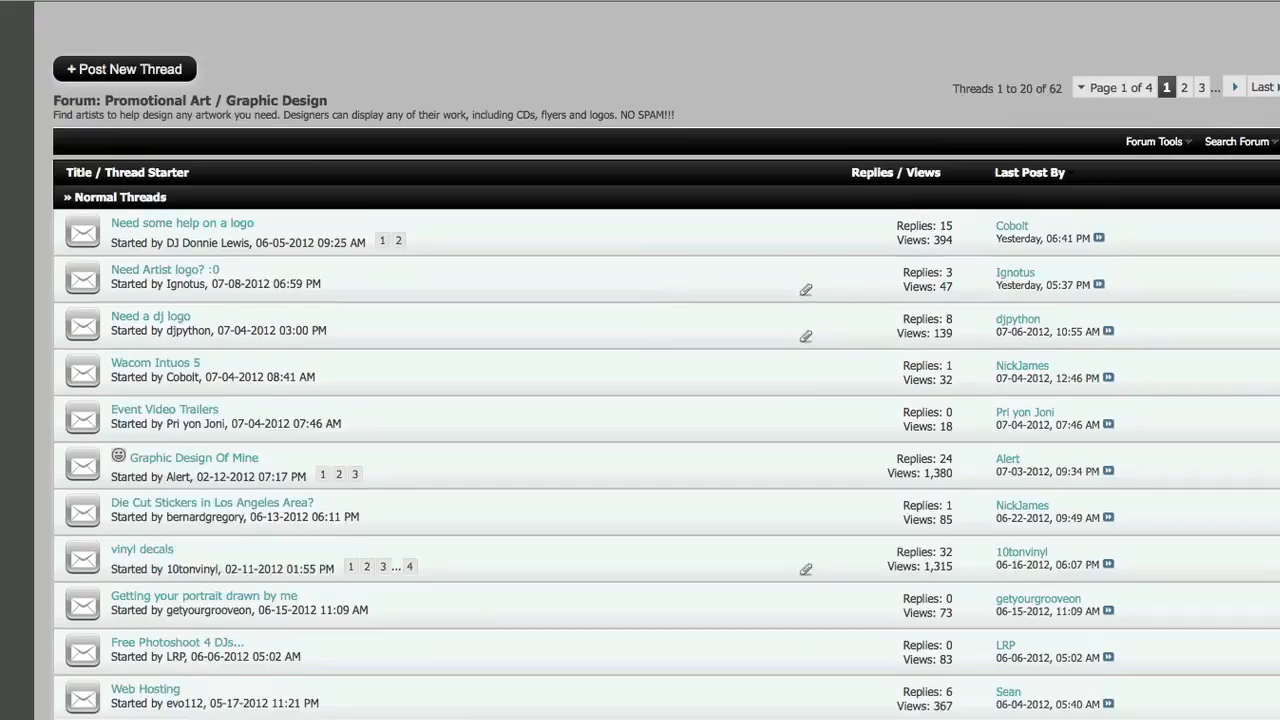 + Post New Thread
Threads 1 to 20 of 62 Page 1 of 4 1 2 3 ... Last
Forum: Promotional Art / Graphic Design
Find artists to help design any artwork you need. Designers can display any of their work, including CDs, flyers and logos. NO SPAM!!!
Forum Tools Search Forum
Title / Thread Starter Replies / Views Last Post By
» Normal Threads
Need some help on a logo
Started by DJ Donnie Lewis, 06-05-2012 09:25 AM 1 2
Replies: 15
Views: 394
Cobolt
Yesterday, 06:41 PM
Need Artist logo? :0
Started by Ignotus, 07-08-2012 06:59 PM
Replies: 3
Views: 47
Ignotus
Yesterday, 05:37 PM
Need a dj logo
Started by djpython, 07-04-2012 03:00 PM
Replies: 8
Views: 139
djpython
07-06-2012, 10:55 AM
Wacom Intuos 5
Started by Cobolt, 07-04-2012 08:41 AM
Replies: 1
Views: 32
NickJames
07-04-2012, 12:46 PM
Event Video Trailers
Started by Pri yon Joni, 07-04-2012 07:46 AM
Replies: 0
Views: 18
Pri yon Joni
07-04-2012, 07:46 AM
Graphic Design Of Mine
Started by Alert, 02-12-2012 07:17 PM 1 2 3
Replies: 24
Views: 1,380
Alert
07-03-2012, 09:34 PM
Die Cut Stickers in Los Angeles Area?
Started by bernardgregory, 06-13-2012 06:11 PM
Replies: 1
Views: 85
NickJames
06-22-2012, 09:49 AM
vinyl decals
Started by 10tonvinyl, 02-11-2012 01:55 PM 1 2 3 ... 4
Replies: 32
Views: 1,315
10tonvinyl
06-16-2012, 06:07 PM
Getting your portrait drawn by me
Started by getyourgrooveon, 06-15-2012 11:09 AM
Replies: 0
Views: 73
getyourgrooveon
06-15-2012, 11:09 AM
Free Photoshoot 4 DJs...
Started by LRP, 06-06-2012 05:02 AM
Replies: 0
Views: 83
LRP
06-06-2012, 05:02 AM
Web Hosting
Started by evo112, 05-17-2012 11:21 PM
Replies: 6
Views: 367
Sean
06-04-2012, 05:40 AM